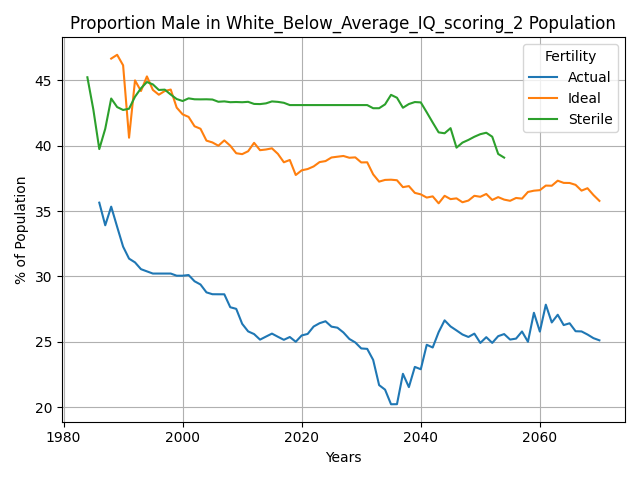 Proportion Male in White_Below_Average_IQ_scoring_2 Population
Fertility
Actual
Ideal
Sterile
% of Population
45
40
35
30
25
20
1980
2000
2020
2040
2060
Years